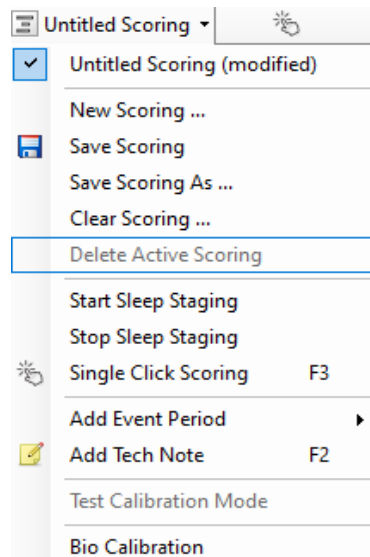 Untitled Scoring
Untitled Scoring (modified)
New Scoring ...
Save Scoring
Save Scoring As ...
Clear Scoring ...
Delete Active Scoring
Start Sleep Staging
Stop Sleep Staging
Single Click Scoring F3
Add Event Period
Add Tech Note F2
Test Calibration Mode
Bio Calibration